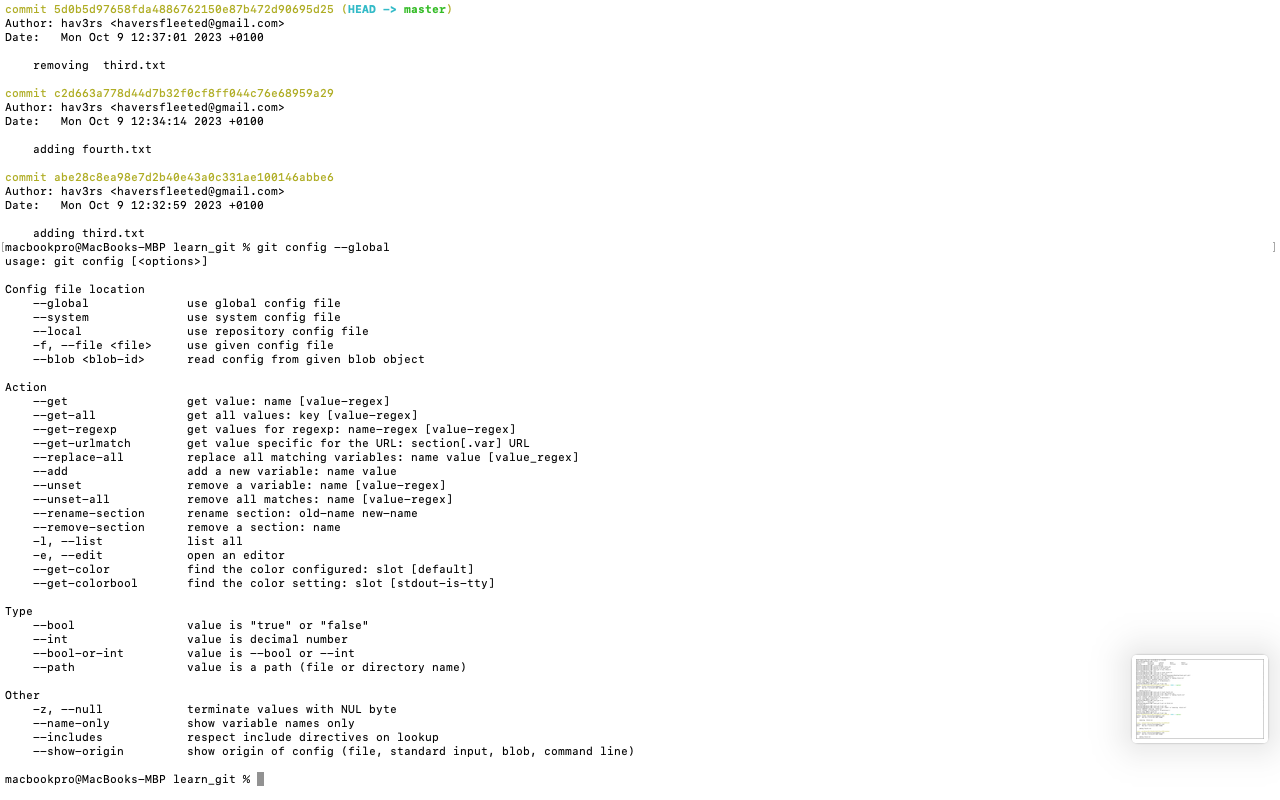 commit 5d0b5d97658fda4886762150e87b472d90695d25 (HEAD -> master)
Author: hav3rs <haversfleeted@gmail.com>
Date:   Mon Oct 9 12:37:01 2023 +0100
    removing  third.txt
commit c2d663a778d44d7b32f0cf8ff044c76e68959a29
Author: hav3rs <haversfleeted@gmail.com>
Date:   Mon Oct 9 12:34:14 2023 +0100
    adding fourth.txt
commit abe28c8ea98e7d2b40e43a0c331ae100146abbe6
Author: hav3rs <haversfleeted@gmail.com>
Date:   Mon Oct 9 12:32:59 2023 +0100
    adding third.txt
[macbookpro@MacBooks-MBP learn_git % git config --global ]
usage: git config [<options>]
Config file location
    --global              use global config file
    --system              use system config file
    --local               use repository config file
    -f, --file <file>     use given config file
    --blob <blob-id>      read config from given blob object
Action
    --get                 get value: name [value-regex]
    --get-all             get all values: key [value-regex]
    --get-regexp          get values for regexp: name-regex [value-regex]
    --get-urlmatch        get value specific for the URL: section[.var] URL
    --replace-all         replace all matching variables: name value [value_regex]
    --add                 add a new variable: name value
    --unset               remove a variable: name [value-regex]
    --unset-all           remove all matches: name [value-regex]
    --rename-section      rename section: old-name new-name
    --remove-section      remove a section: name
    -l, --list            list all
    -e, --edit            open an editor
    --get-color           find the color configured: slot [default]
    --get-colorbool       find the color setting: slot [stdout-is-tty]
Type
    --bool                value is "true" or "false"
    --int                 value is decimal number
    --bool-or-int         value is --bool or --int
    --path                value is a path (file or directory name)
Other
    -z, --null            terminate values with NUL byte
    --name-only           show variable names only
    --includes            respect include directives on lookup
    --show-origin         show origin of config (file, standard input, blob, command line)
macbookpro@MacBooks-MBP learn_git %